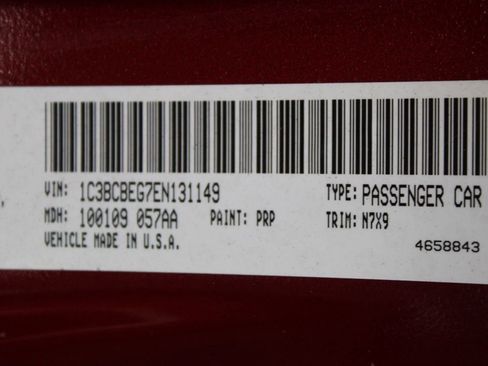 VIN: 1C3BCBEG7EN131149 TYPE: PASSENGER CAR
MDH: 100109 057AA PAINT: PRP TRIM: N7X9
VEHICLE MADE IN U.S.A. 4658843